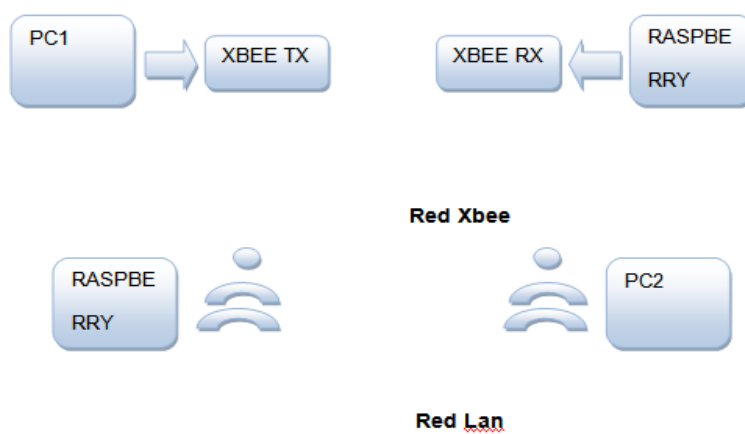 PC1
XBEE TX
XBEE RX
RASPBE
RRY
Red Xbee
RASPBE
RRY
PC2
Red Lan